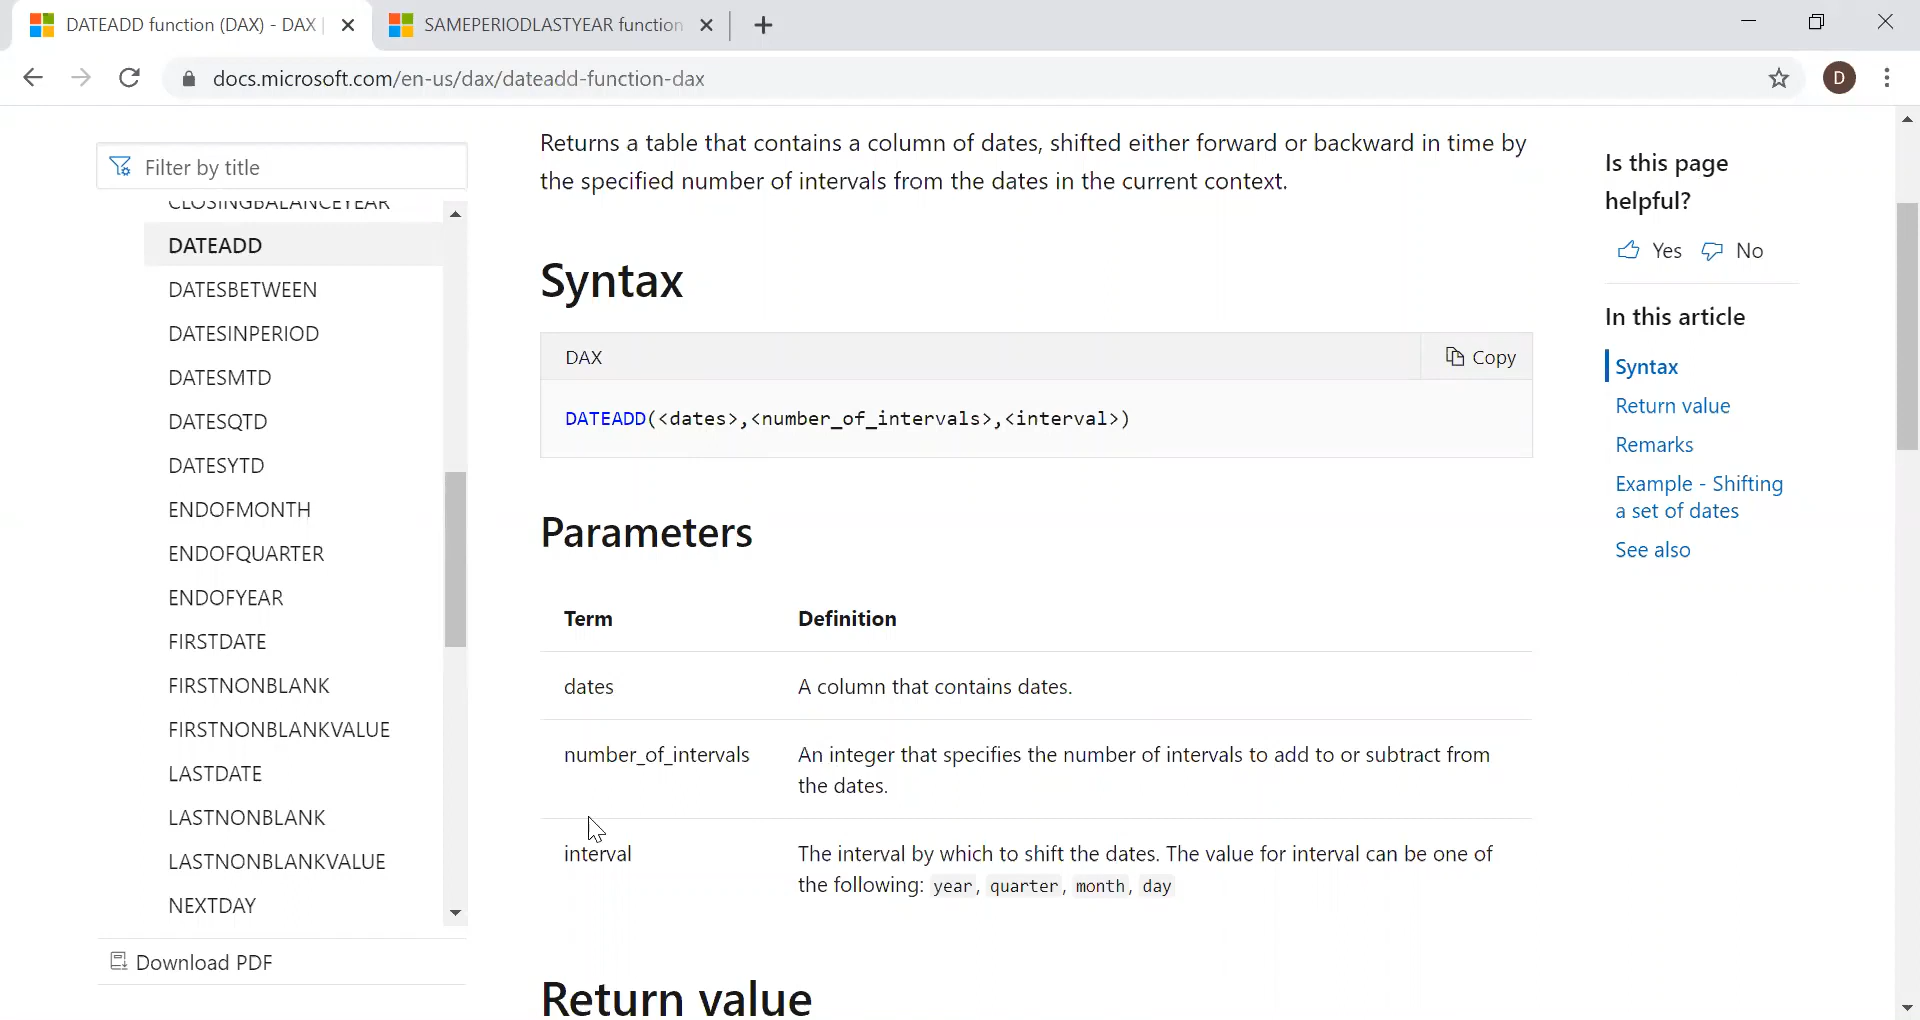 DATEADD function (DAX) - DAX |
SAMEPERIODLASTYEAR function
docs.microsoft.com/en-us/dax/dateadd-function-dax
D
Filter by title
CLOSINGBALANCEYEAR
DATEADD
DATESBETWEEN
DATESINPERIOD
DATESMTD
DATESQTD
DATESYTD
ENDOFMONTH
ENDOFQUARTER
ENDOFYEAR
FIRSTDATE
FIRSTNONBLANK
FIRSTNONBLANKVALUE
LASTDATE
LASTNONBLANK
LASTNONBLANKVALUE
NEXTDAY
Download PDF
Returns a table that contains a column of dates, shifted either forward or backward in time by
the specified number of intervals from the dates in the current context.
Syntax
DAX
Copy
DATEADD(<dates>,<number_of_intervals>,<interval>)
Parameters
Term Definition
dates A column that contains dates.
number_of_intervals An integer that specifies the number of intervals to add to or subtract from
the dates.
interval The interval by which to shift the dates. The value for interval can be one of
the following: year, quarter, month, day
Return value
Is this page
helpful?
Yes No
In this article
Syntax
Return value
Remarks
Example - Shifting
a set of dates
See also